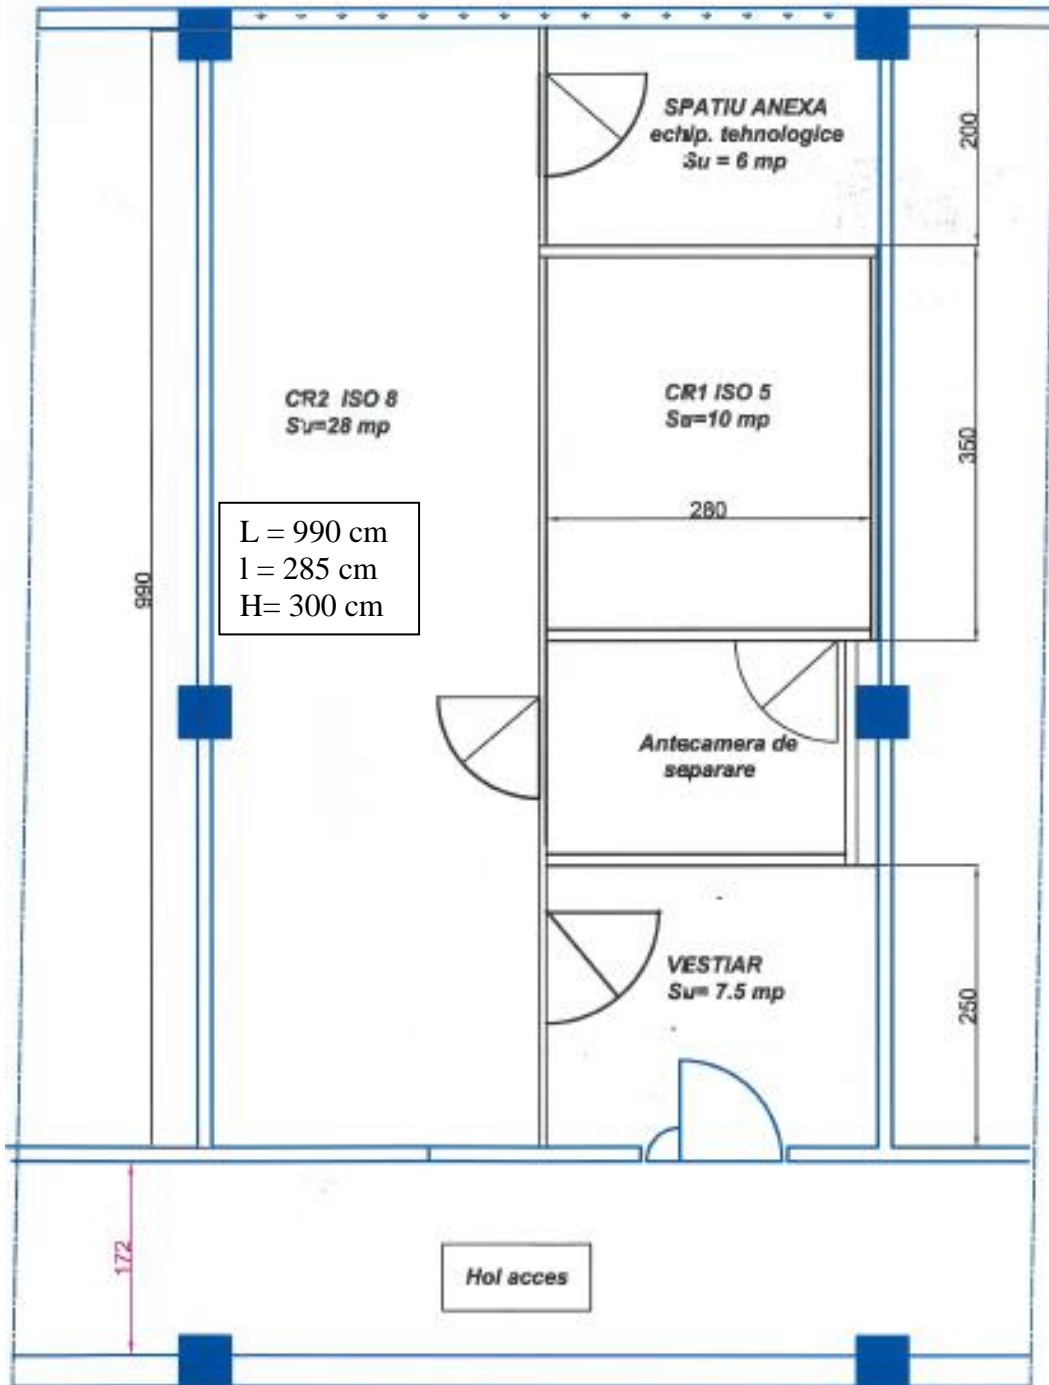 SPATIU ANEXA
echip. tehnologice
Su = 6 mp
200
CR2 ISO 8
Su=28 mp
CR1 ISO 5
Su=10 mp
350
L = 990 cm
l = 285 cm
H= 300 cm
280
990
Antecamera de
separare
VESTIAR
Su= 7.5 mp
250
172
Hol acces